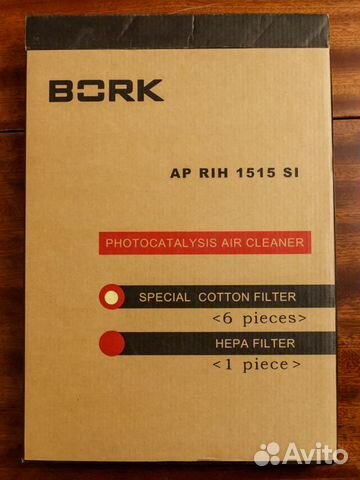 BORK
AP RIH 1515 SI
PHOTOCATALYSIS AIR CLEANER
SPECIAL COTTON FILTER
<6 pieces>
HEPA FILTER
<1 piece>
Avito